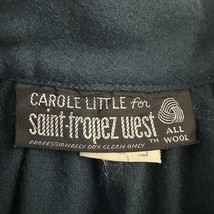 CAROLE LITTLE for
saint-tropez west TM
ALL
WOOL
PROFESSIONALLY DRY CLEAN ONLY